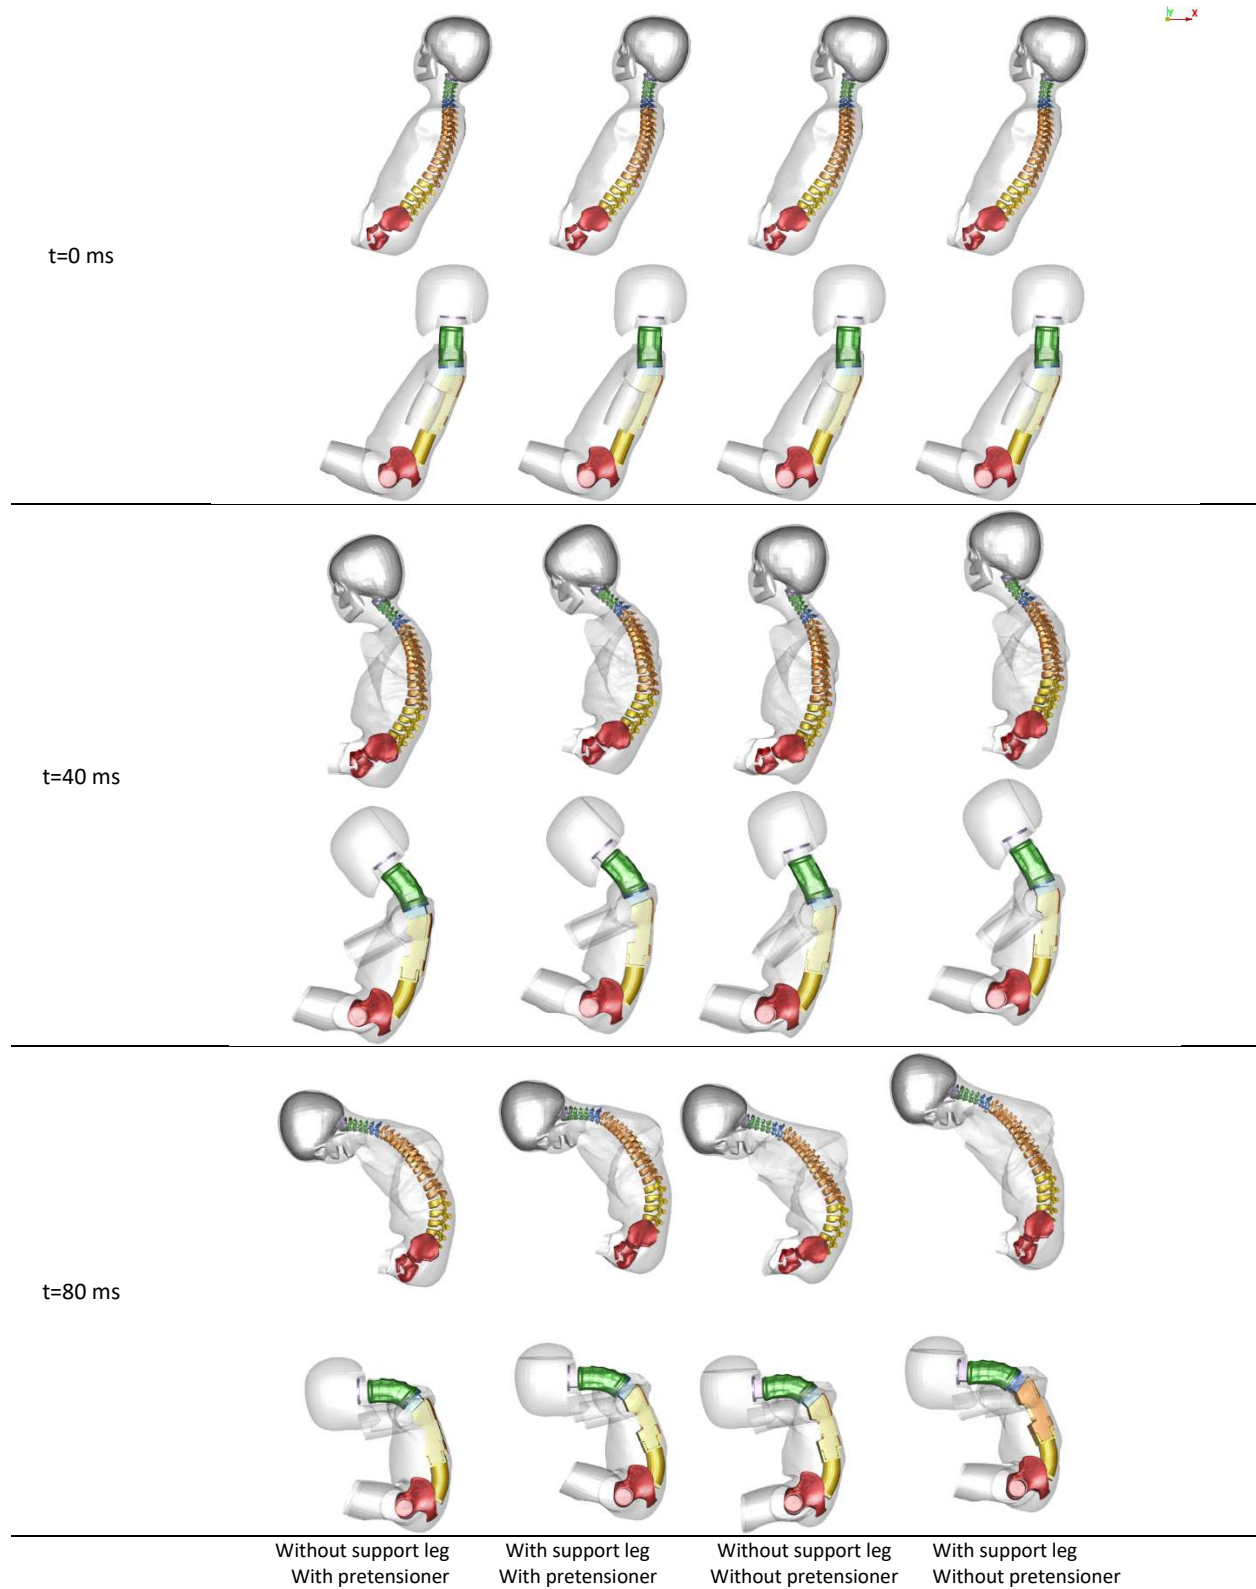 Y X
t=0 ms
t=40 ms
t=80 ms
Without support leg With support leg Without support leg With support leg
With pretensioner With pretensioner Without pretensioner Without pretensioner